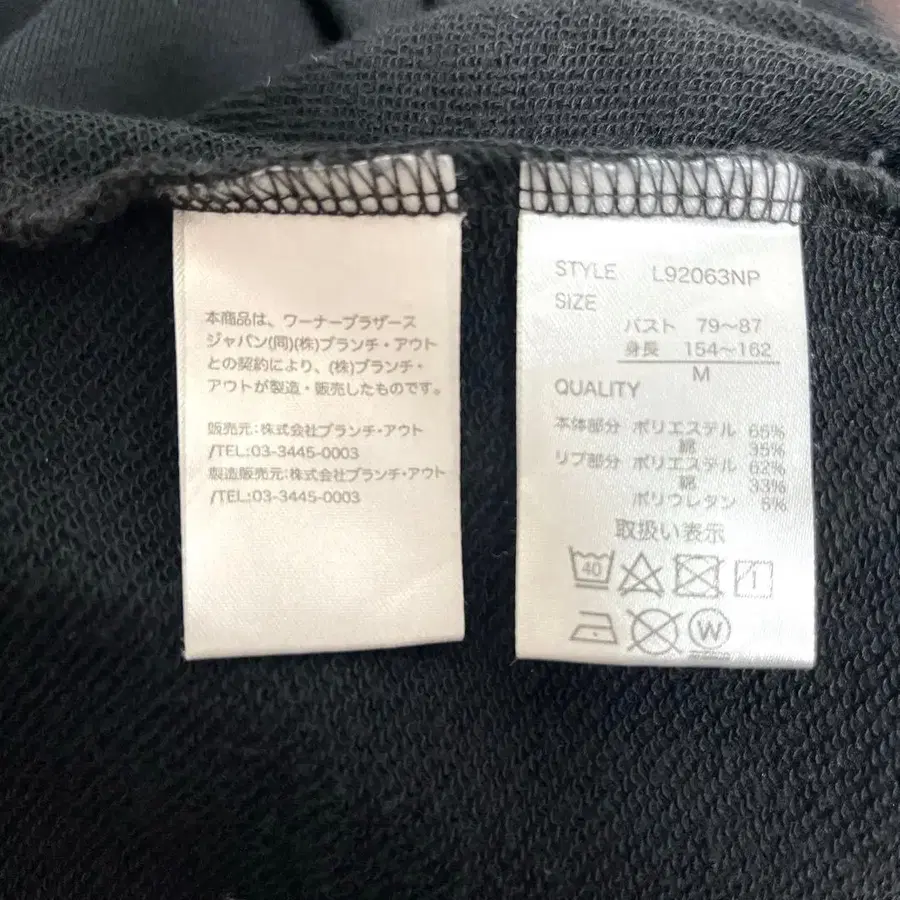 本商品は、ワーナーブラザース
ジャパン(同)(株)ブランチ・アウト
との契約により、(株)ブランチ・
アウトが製造・販売したものです。
販売元:株式会社ブランチ・アウト
/TEL:03-3445-0003
製造販売元:株式会社ブランチ・アウト
/TEL:03-3445-0003
STYLE L92063NP
SIZE
バスト 79〜87
身長 154〜162
M
QUALITY
本体部分 ポリエステル 65%
綿 35%
リブ部分 ポリエステル 62%
綿 33%
ポリウレタン 5%
取扱い表示
40
1
W